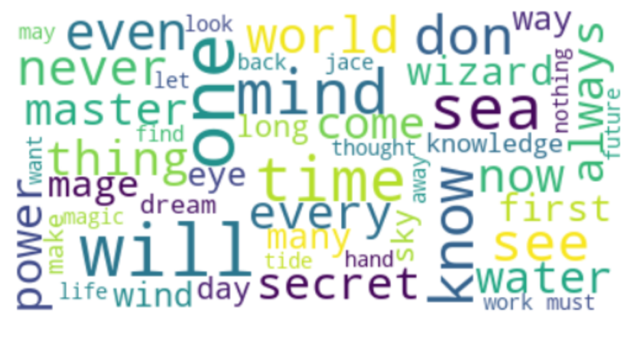 may even look world don way
never let one back jace wizard nothing always
master mind sea future
find long come thought knowledge
want thing eye time away know now
mage dream every first
power magic make will many sky see
tide hand water
life wind day secret work must